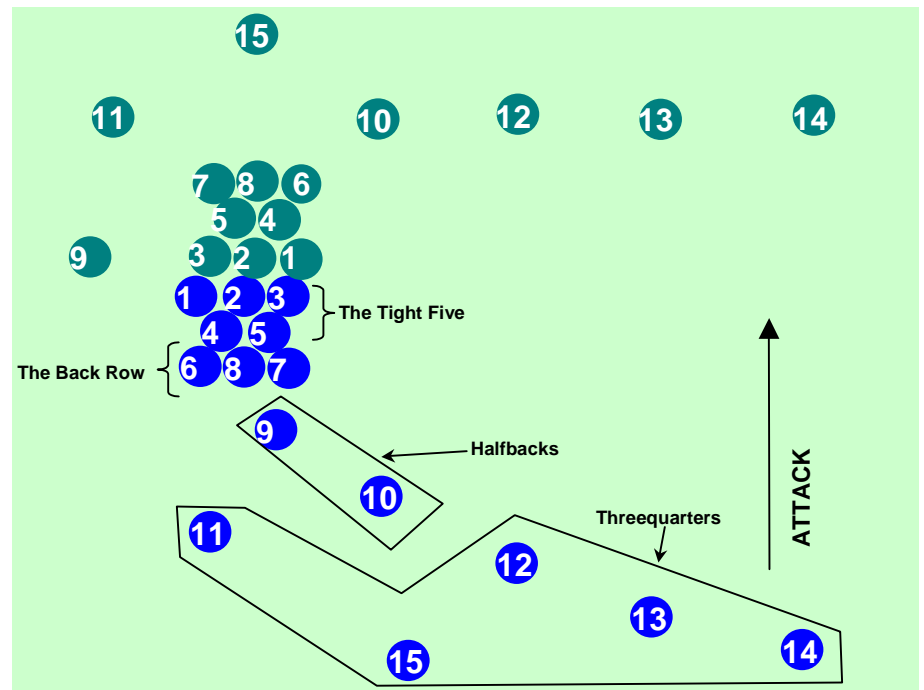 15
11 10 12 13 14
7 8 6
5 4
9 3 2 1
1 2 3
The Tight Five
4 5
6 8 7
The Back Row
9
Halfbacks
10
ATTACK
Threequarters
11
12
13
14
15